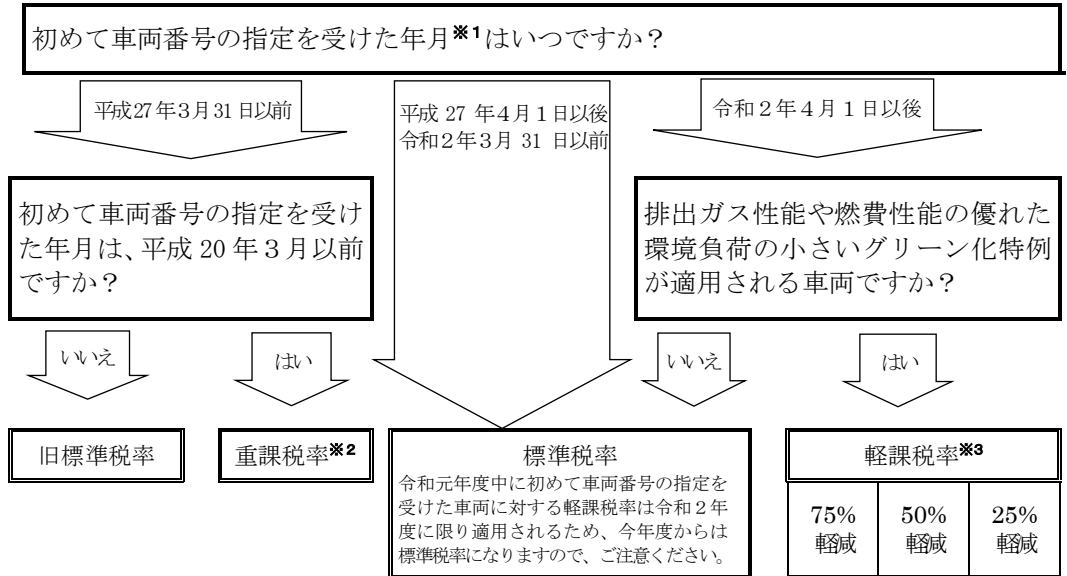 初めて車両番号の指定を受けた年月※1はいつですか？
平成27年3月31日以前
平成 27 年４月１日以後
令和２年３月 31 日以前
令和２年４月１日以後
初めて車両番号の指定を受け
た年月は、平成 20 年３月以前
ですか？
排出ガス性能や燃費性能の優れた
環境負荷の小さいグリーン化特例
が適用される車両ですか？
いいえ
はい
いいえ
はい
旧標準税率
重課税率※2
標準税率
令和元年度中に初めて車両番号の指定を
受けた車両に対する軽課税率は令和２年
度に限り適用されるため、今年度からは
標準税率になりますので、ご注意ください。
軽課税率※3
75%
軽減
50%
軽減
25%
軽減